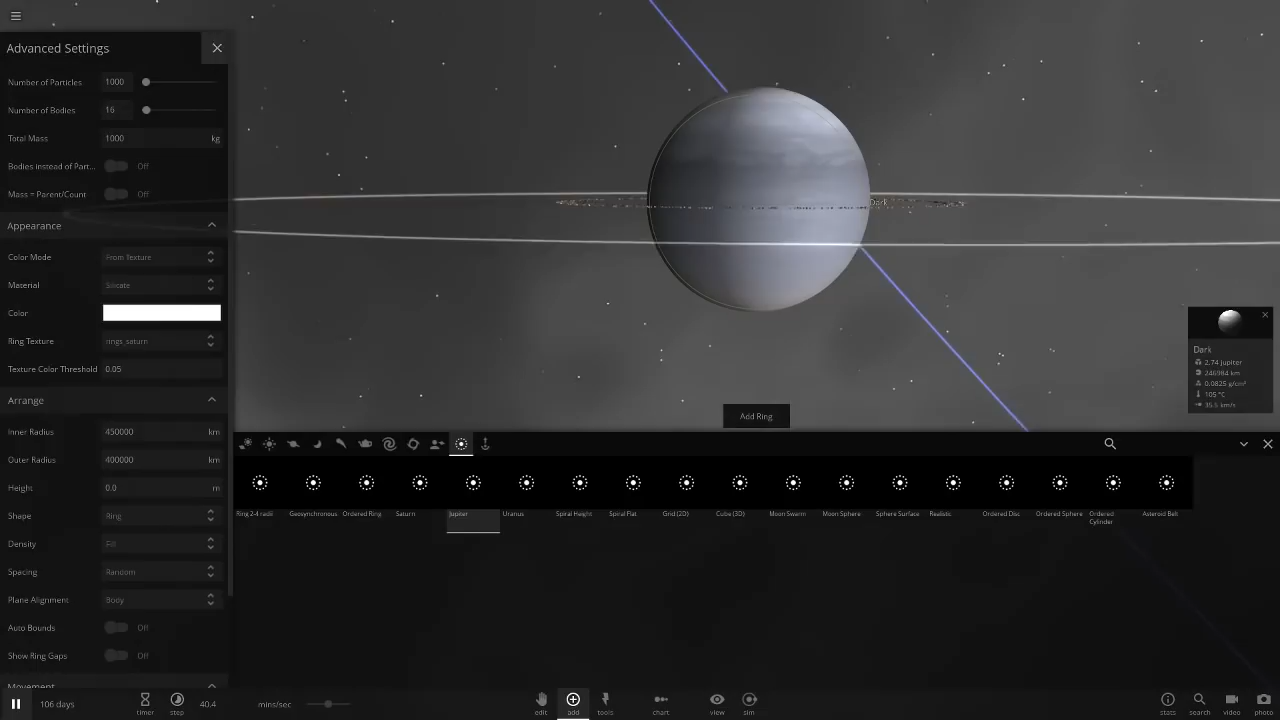 Advanced Settings
Number of Particles 1000
Number of Bodies 16
Total Mass 1000 kg
Bodies instead of Part... Off
Mass = Parent/Count Off
Appearance
Color Mode From Texture
Material Silicate
Color
Ring Texture rings saturn
Texture Color Threshold 0.05
Arrange
Inner Radius 450000 km
Outer Radius 400000 km
Height 0.0 m
Shape Ring
Density Fill
Spacing Random
Plane Alignment Body
Auto Bounds Off
Show Ring Gaps Off
Movement
Dark
Dark
2.74 Jupiter
246984 km
0.0825 g/cm³
105 °C
35.5 km/s
Add Ring
Ring 2-4 radii
Geosynchronous
Ordered Ring
Saturn
Jupiter
Uranus
Spiral Height
Spiral Flat
Grid (2D)
Cube (3D)
Moon Swarm
Moon Sphere
Sphere Surface
Realistic
Ordered Disc
Ordered Sphere
Ordered
Cylinder
Asteroid Belt
106 days
timer
step
40.4 mins/sec
edit
add
tools
chart
view
sim
stats
search
video
photo